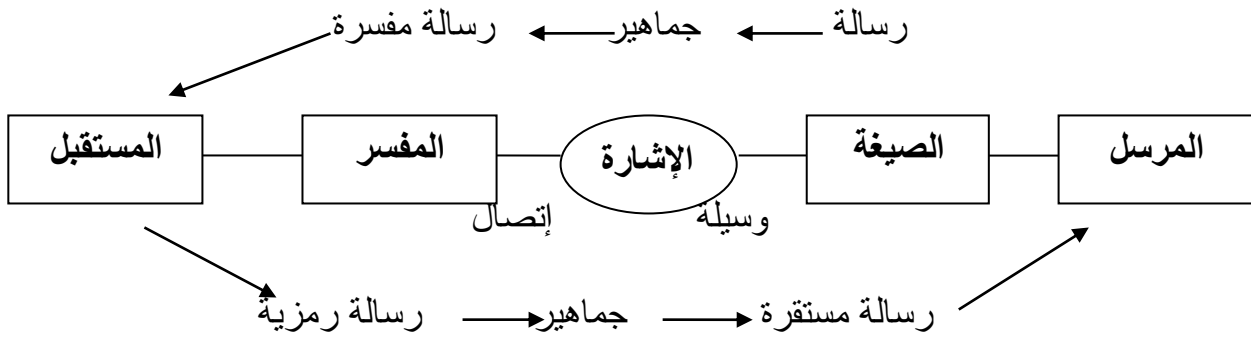 رسالة جماهير رسالة مفسرة
المرسل الصيغة الإشارة المفسر المستقبل
وسيلة إتصال
رسالة مستقرة جماهير رسالة رمزية